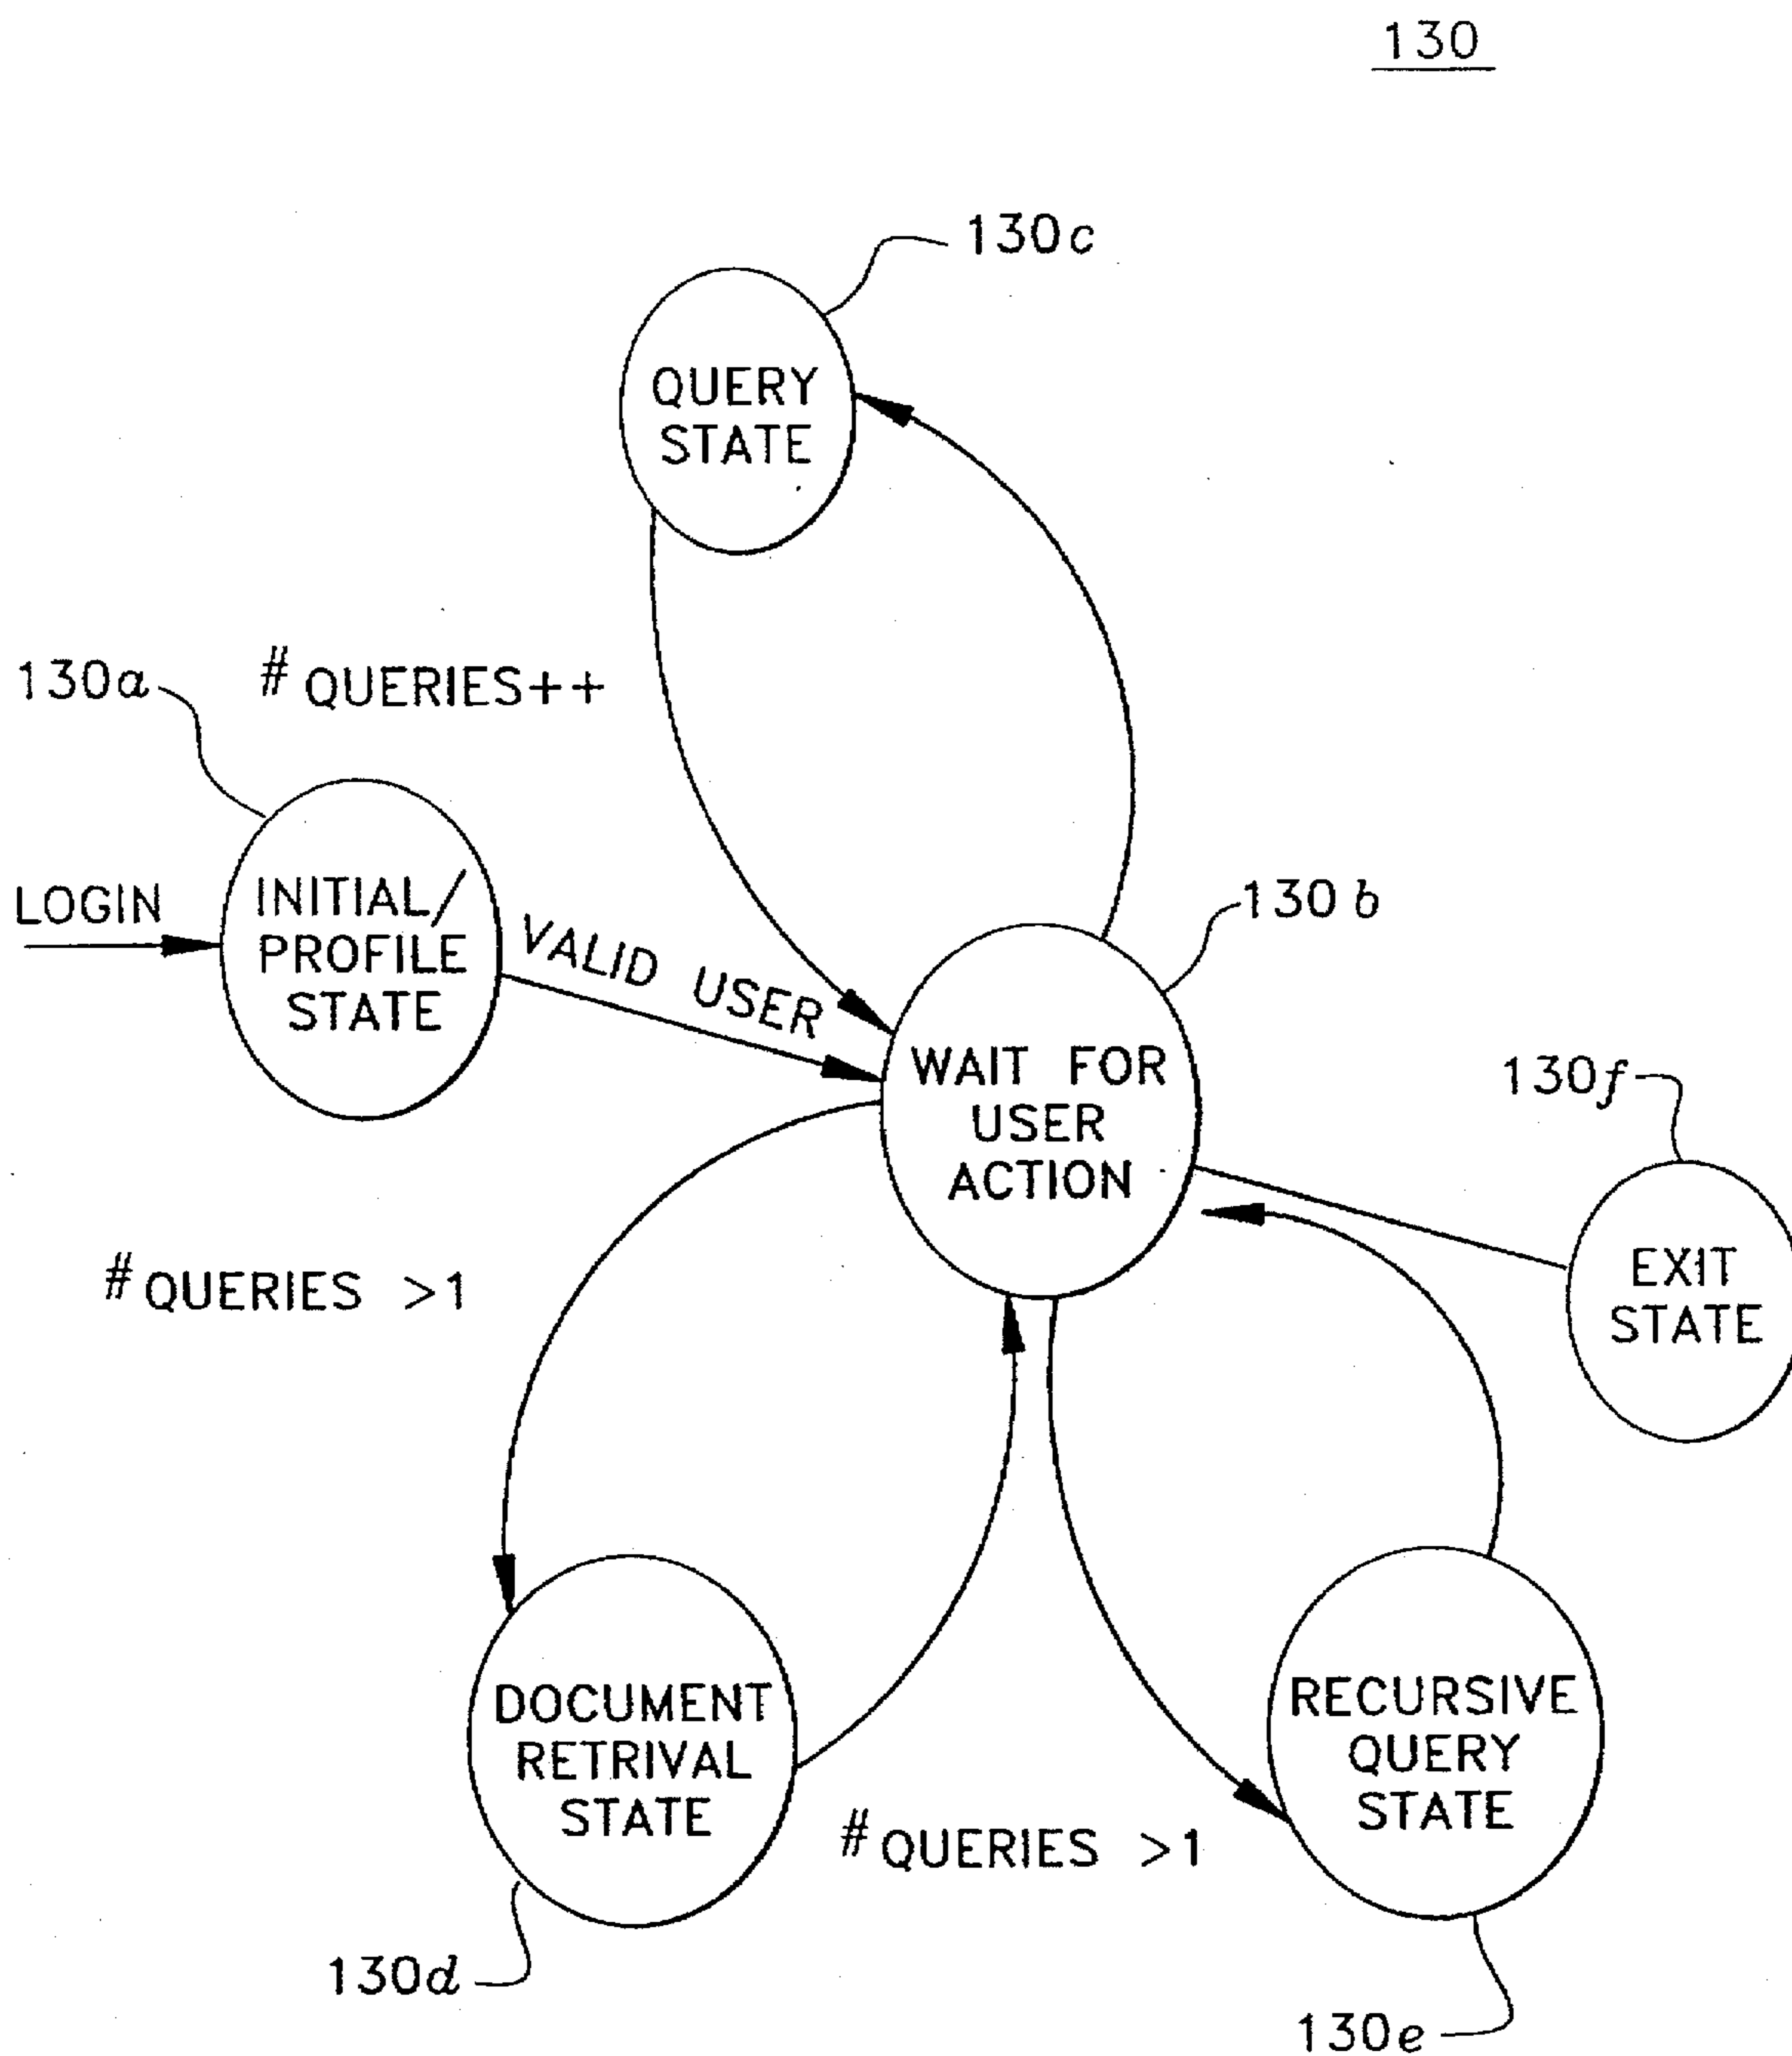 130
130c
QUERY
STATE
130a
#QUERIES++
LOGIN
INITIAL/
PROFILE
STATE
VALID USER
130b
WAIT FOR
USER
ACTION
130f
EXIT
STATE
#QUERIES >1
DOCUMENT
RETRIVAL
STATE
RECURSIVE
QUERY
STATE
#QUERIES >1
130d
130e